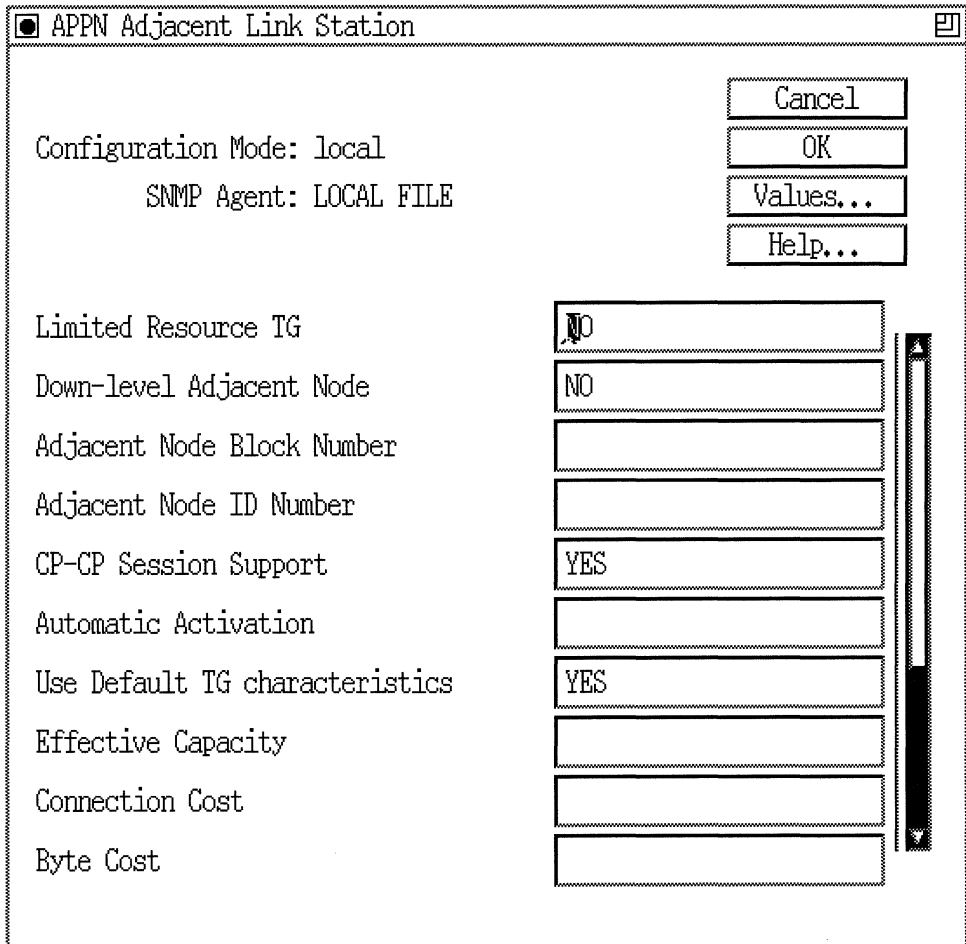 APPN Adjacent Link Station
Cancel
Configuration Mode: local
OK
SNMP Agent: LOCAL FILE
Values...
Help...
Limited Resource TG
NO
Down-level Adjacent Node
NO
Adjacent Node Block Number
Adjacent Node ID Number
CP-CP Session Support
YES
Automatic Activation
Use Default TG characteristics
YES
Effective Capacity
Connection Cost
Byte Cost